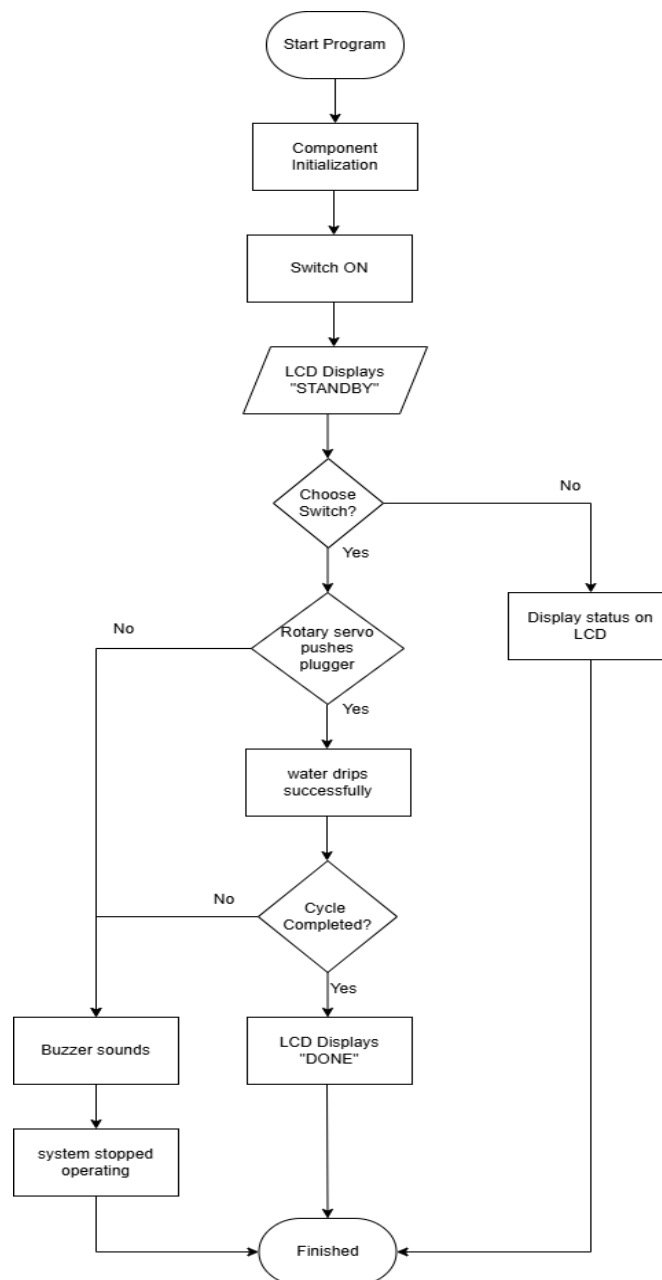 Start Program
Component
Initialization
Switch ON
LCD Displays
"STANDBY"
Choose
Switch?
No
Yes
Display status on
LCD
No
Rotary servo
pushes
plugger
Yes
water drips
successfully
No
Cycle
Completed?
Yes
Buzzer sounds
LCD Displays
"DONE"
system stopped
operating
Finished